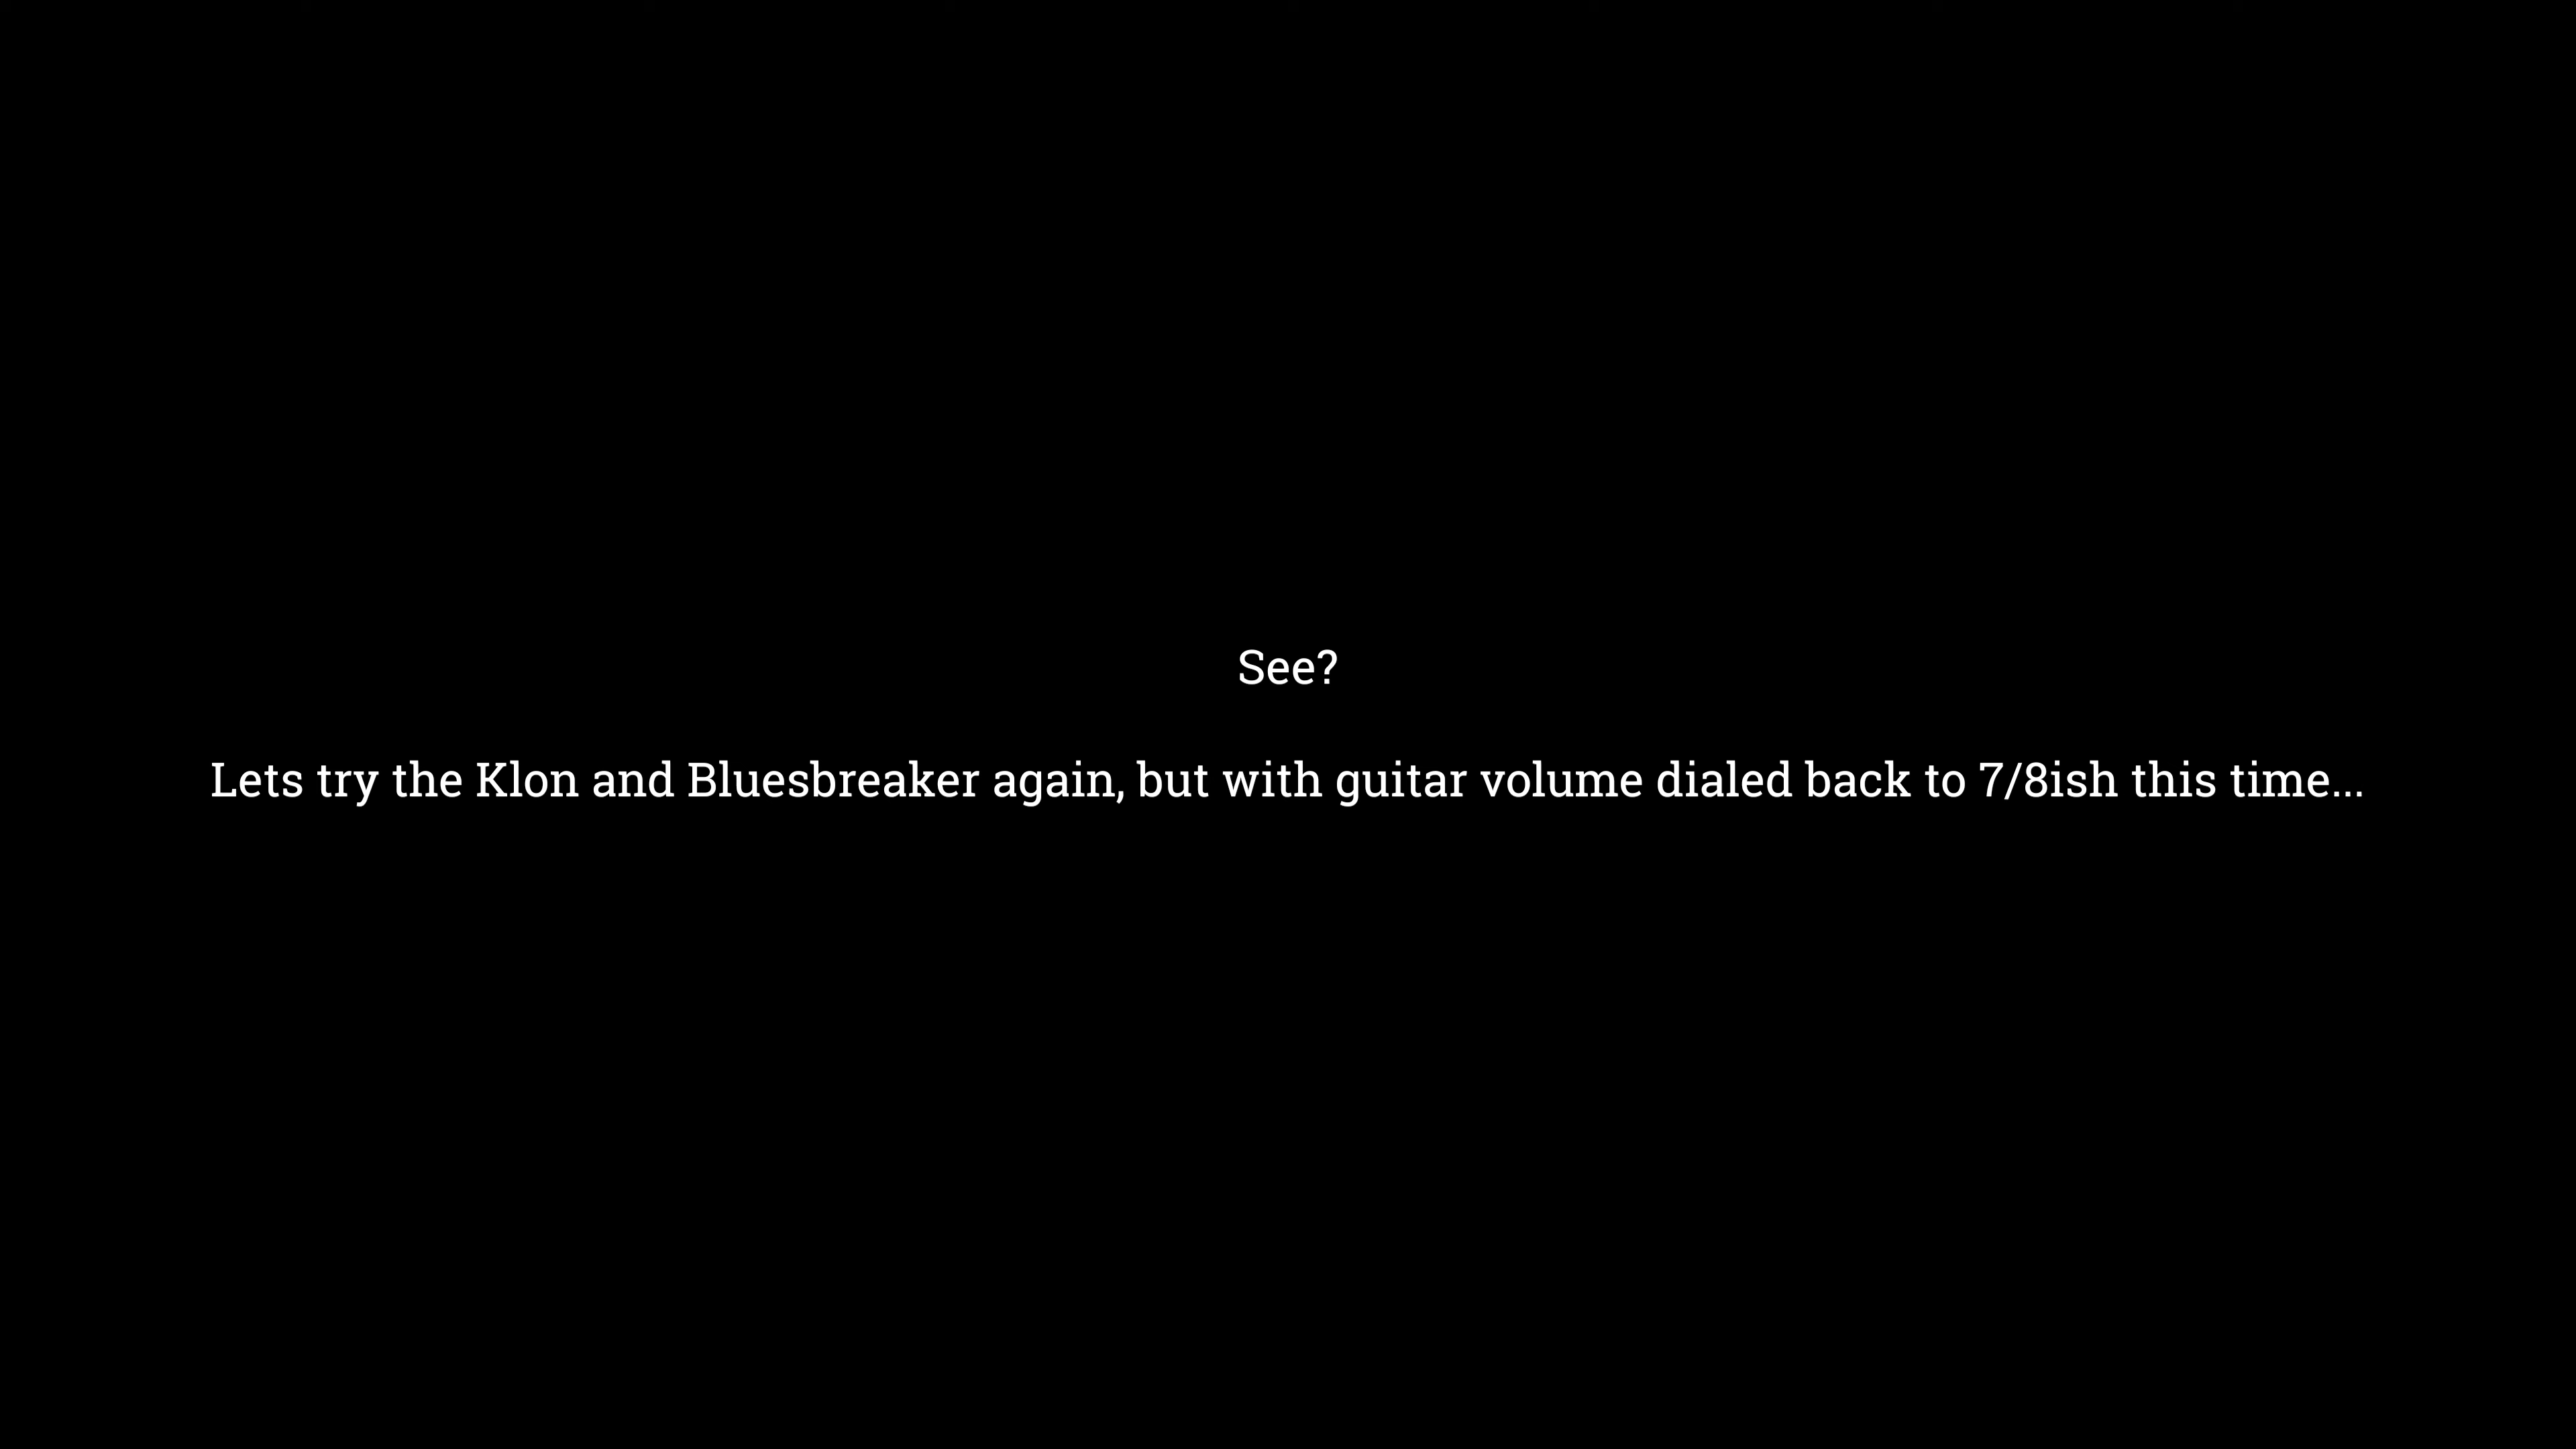 See?
Lets try the Klon and Bluesbreaker again, but with guitar volume dialed back to 7/8ish this time...